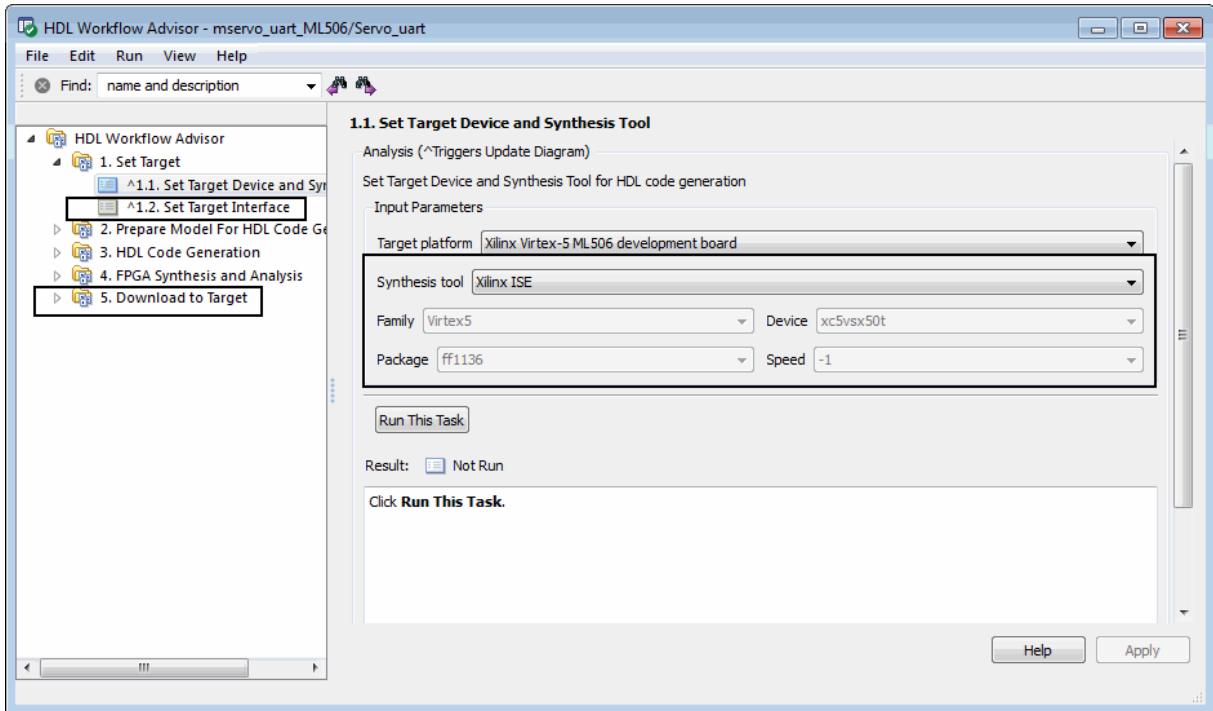 HDL Workflow Advisor - mservo_uart_ML506/Servo_uart
File Edit Run View Help
Find: name and description
HDL Workflow Advisor
1. Set Target
^1.1. Set Target Device and Syn
^1.2. Set Target Interface
2. Prepare Model For HDL Code Ge
3. HDL Code Generation
4. FPGA Synthesis and Analysis
5. Download to Target
1.1. Set Target Device and Synthesis Tool
Analysis (^Triggers Update Diagram)
Set Target Device and Synthesis Tool for HDL code generation
Input Parameters
Target platform Xilinx Virtex-5 ML506 development board
Synthesis tool Xilinx ISE
Family Virtex5 Device xc5vsx50t
Package ff1136 Speed -1
Run This Task
Result: Not Run
Click Run This Task.
Help Apply